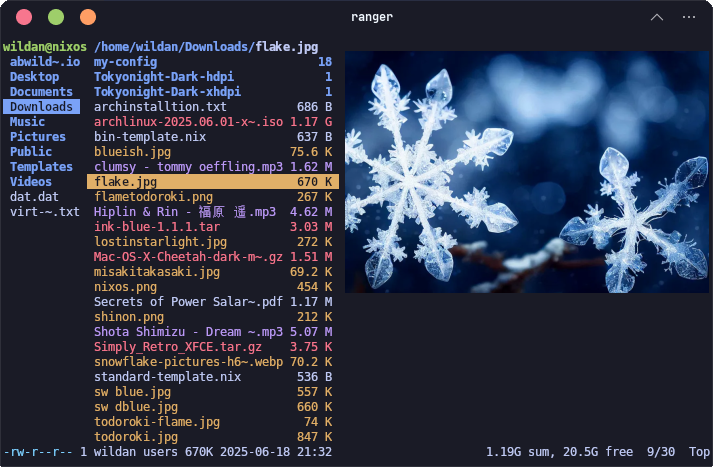 ranger
wildan@nixos /home/wildan/Downloads/flake.jpg
abwild~.io my-config 18
Desktop Tokyonight-Dark-hdpi 1
Documents Tokyonight-Dark-xhdpi 1
Downloads archinstalltion.txt 686 B
Music archlinux-2025.06.01-x~.iso 1.17 G
Pictures bin-template.nix 637 B
Public blueish.jpg 75.6 K
Templates clumsy - tommy oeffling.mp3 1.62 M
Videos flake.jpg 670 K
dat.dat flametodoroki.png 267 K
virt-~.txt Hiplin & Rin - 福原 遥.mp3 4.62 M
ink-blue-1.1.1.tar 3.03 M
lostinstarlight.jpg 272 K
Mac-OS-X-Cheetah-dark-m~.gz 1.51 M
misakitakasaki.jpg 69.2 K
nixos.png 454 K
Secrets of Power Salar~.pdf 1.17 M
shinon.png 212 K
Shota Shimizu - Dream ~.mp3 5.07 M
Simply_Retro_XFCE.tar.gz 3.75 K
snowflake-pictures-h6~.webp 70.2 K
standard-template.nix 536 B
sw blue.jpg 557 K
sw dblue.jpg 660 K
todoroki-flame.jpg 74 K
todoroki.jpg 847 K
-rw-r--r-- 1 wildan users 670K 2025-06-18 21:32 1.19G sum, 20.5G free 9/30 Top